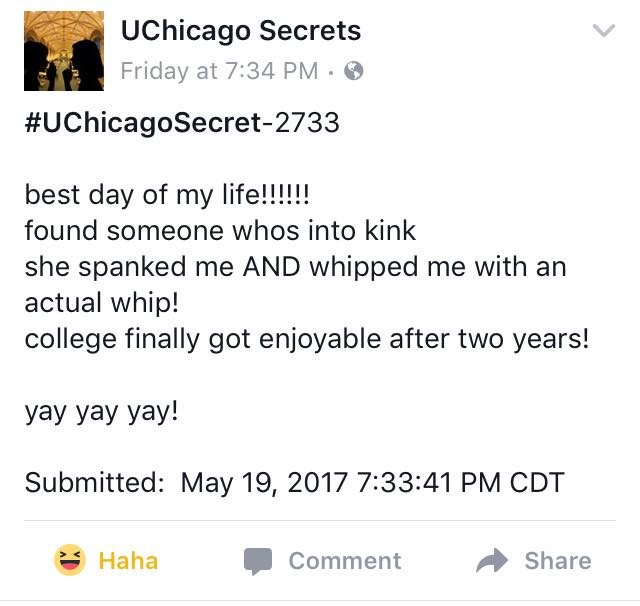 UChicago Secrets
Friday at 7:34 PM ·
#UChicagoSecret-2733
best day of my life!!!!!!
found someone whos into kink
she spanked me AND whipped me with an
actual whip!
college finally got enjoyable after two years!
yay yay yay!
Submitted:  May 19, 2017 7:33:41 PM CDT
Haha Comment Share